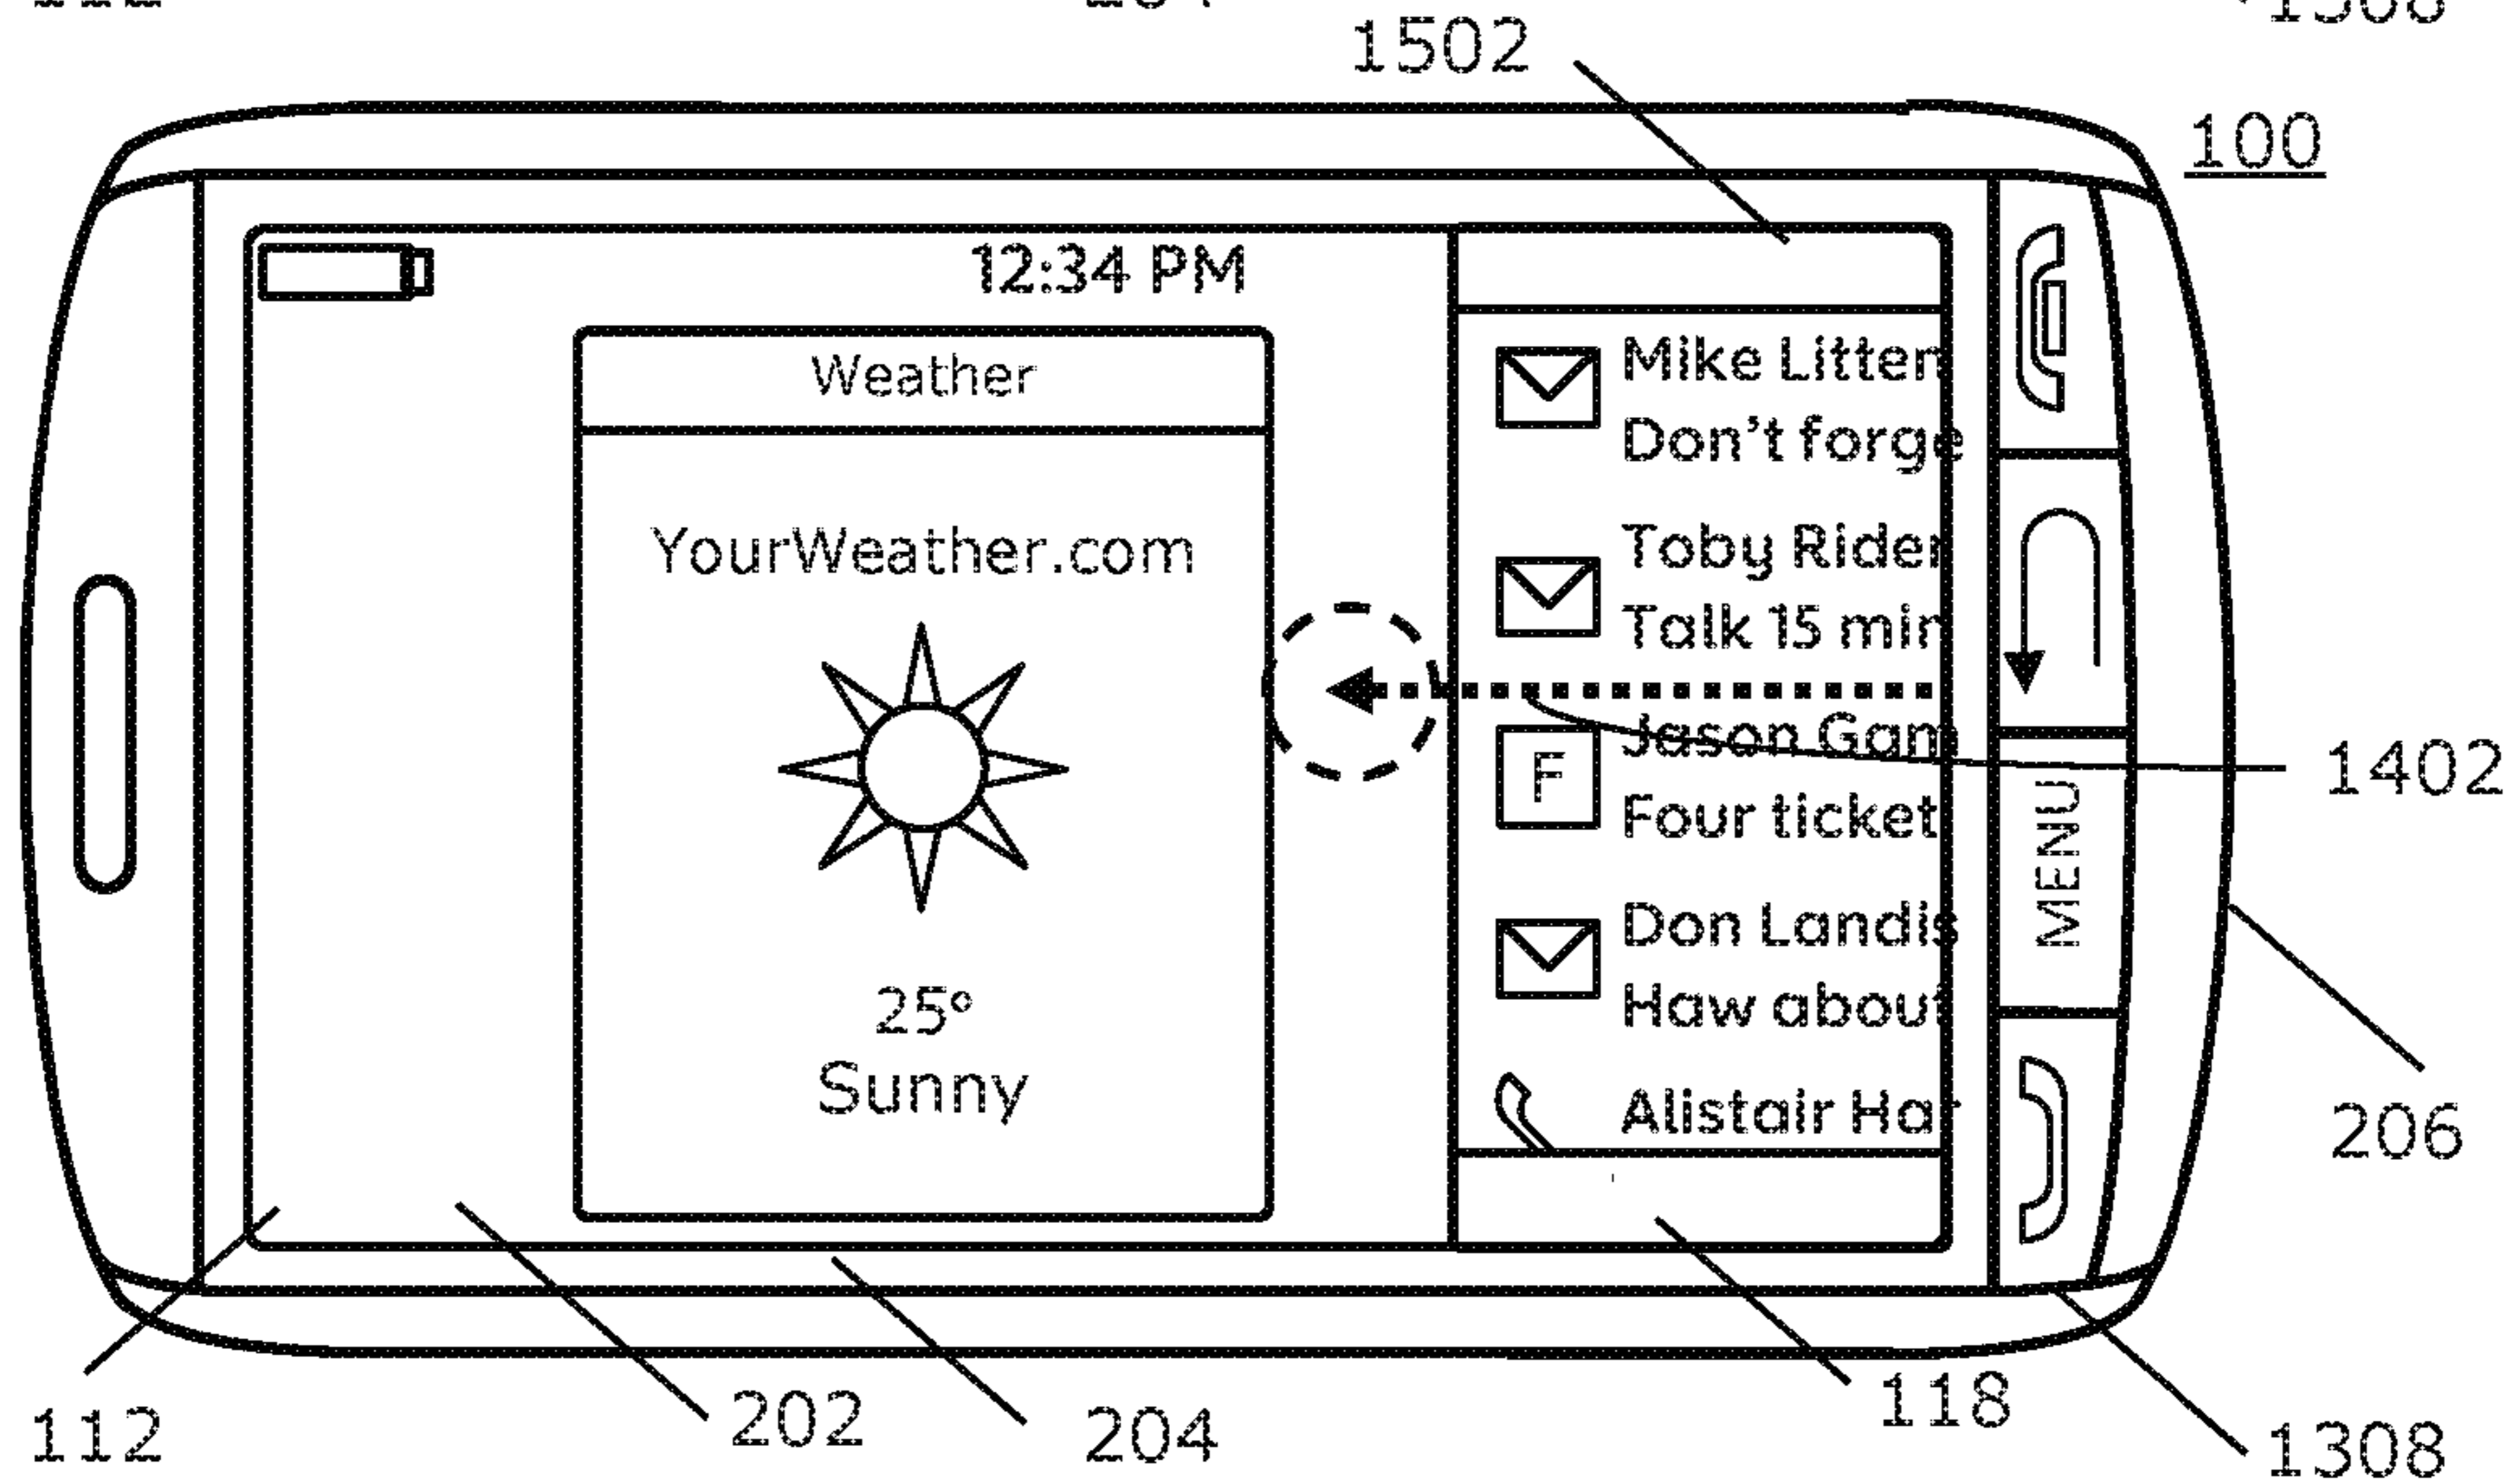 1502
100
12:34 PM
Weather
YourWeather.com
25°
Sunny
Mike Litten
Don't forge
Toby Rider
Talk 15 min
Jason Gam
F
Four ticket
Don Landis
Haw about
Alistair Har
MENU
1402
206
112
202
204
118
1308